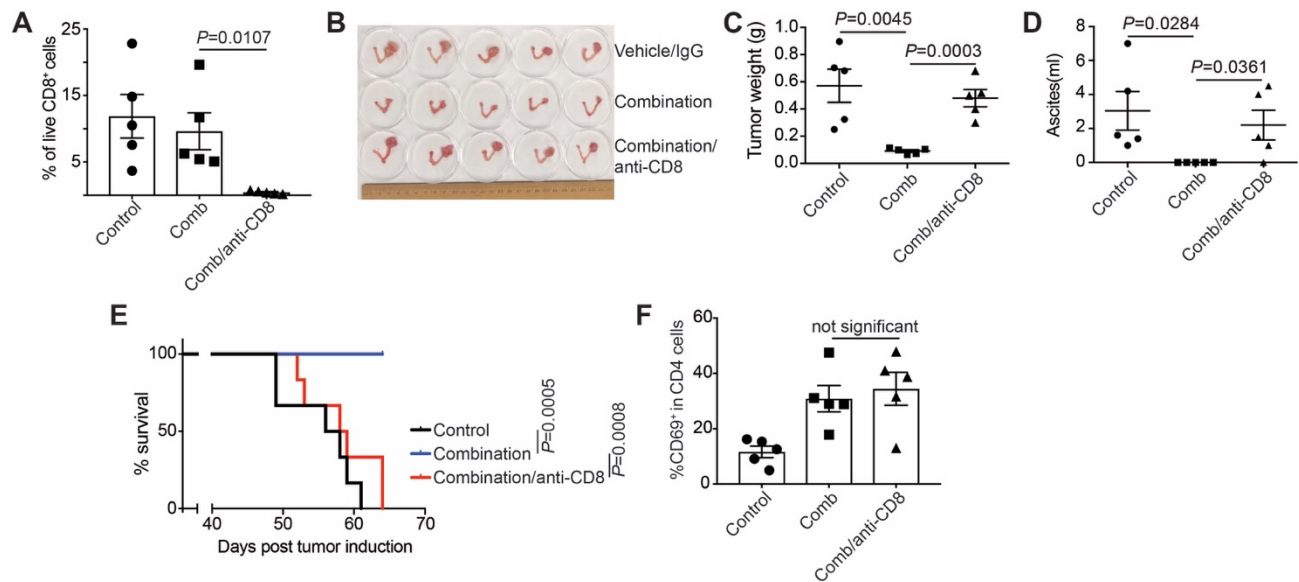 A
% of live CD8⁺ cells
25
15
5
P=0.0107
Control
Comb
Comb/anti-CD8
B
Vehicle/IgG
Combination
Combination/
anti-CD8
C
Tumor weight (g)
1.0
0.8
0.6
0.4
0.2
0.0
P=0.0045
P=0.0003
Control
Comb
Comb/anti-CD8
D
Ascites(ml)
8
6
4
2
0
P=0.0284
P=0.0361
Control
Comb
Comb/anti-CD8
E
% survival
100
50
0
40
50
60
70
Days post tumor induction
Control
Combination
Combination/anti-CD8
P=0.0005
P=0.0008
F
%CD69⁺ in CD4 cells
60
40
20
0
not significant
Control
Comb
Comb/anti-CD8